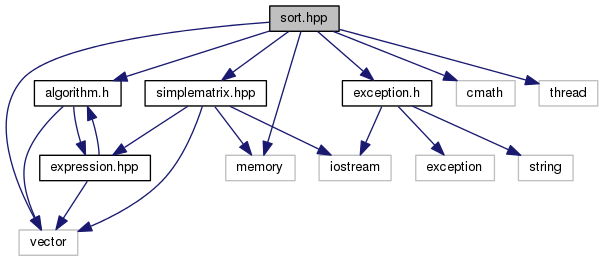 sort.hpp
algorithm.h
simplematrix.hpp
exception.h
cmath
thread
expression.hpp
memory
iostream
exception
string
vector